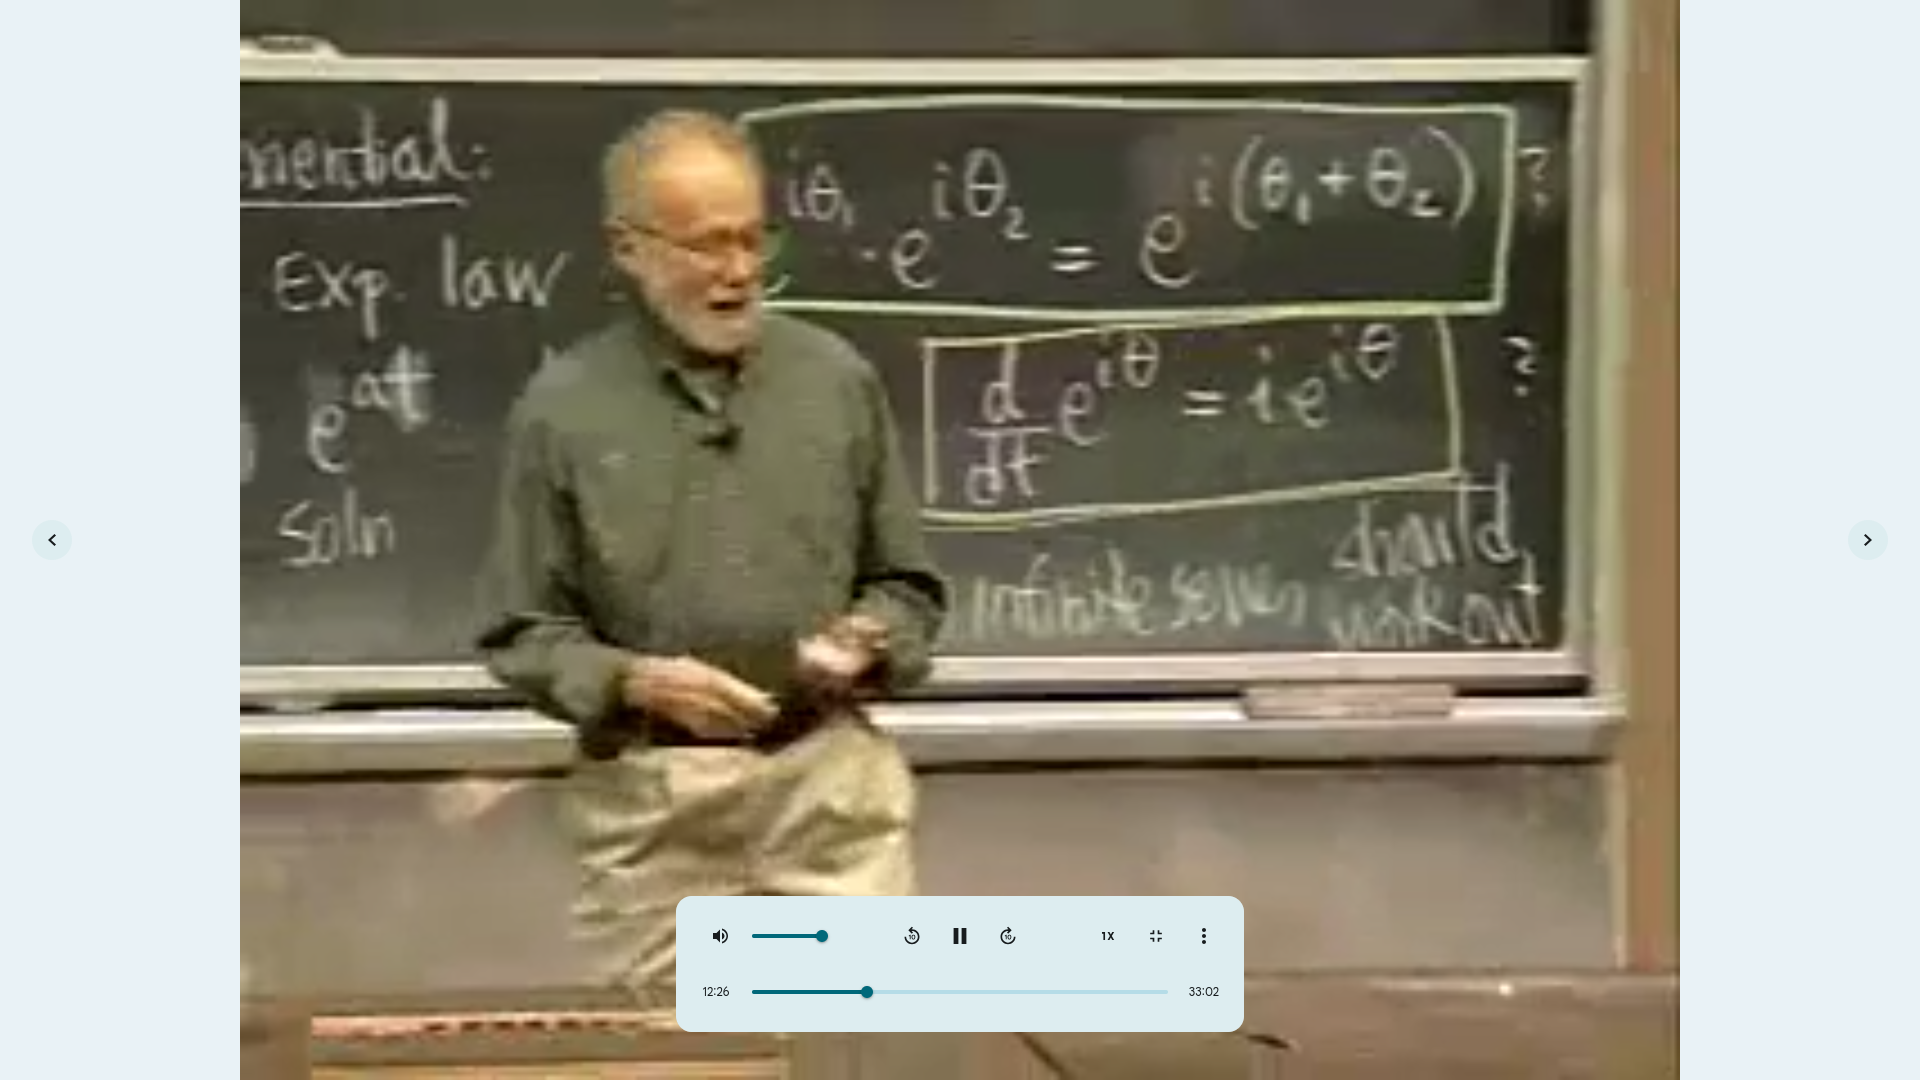 nential:
iθ₁ · e^{iθ₂} = e^{i(θ₁ + θ₂)} ?
Exp. law
d/dt e^{iθ} = i e^{iθ} ?
e^{at}
soln
infinite series should work out
1X
12:26
33:02